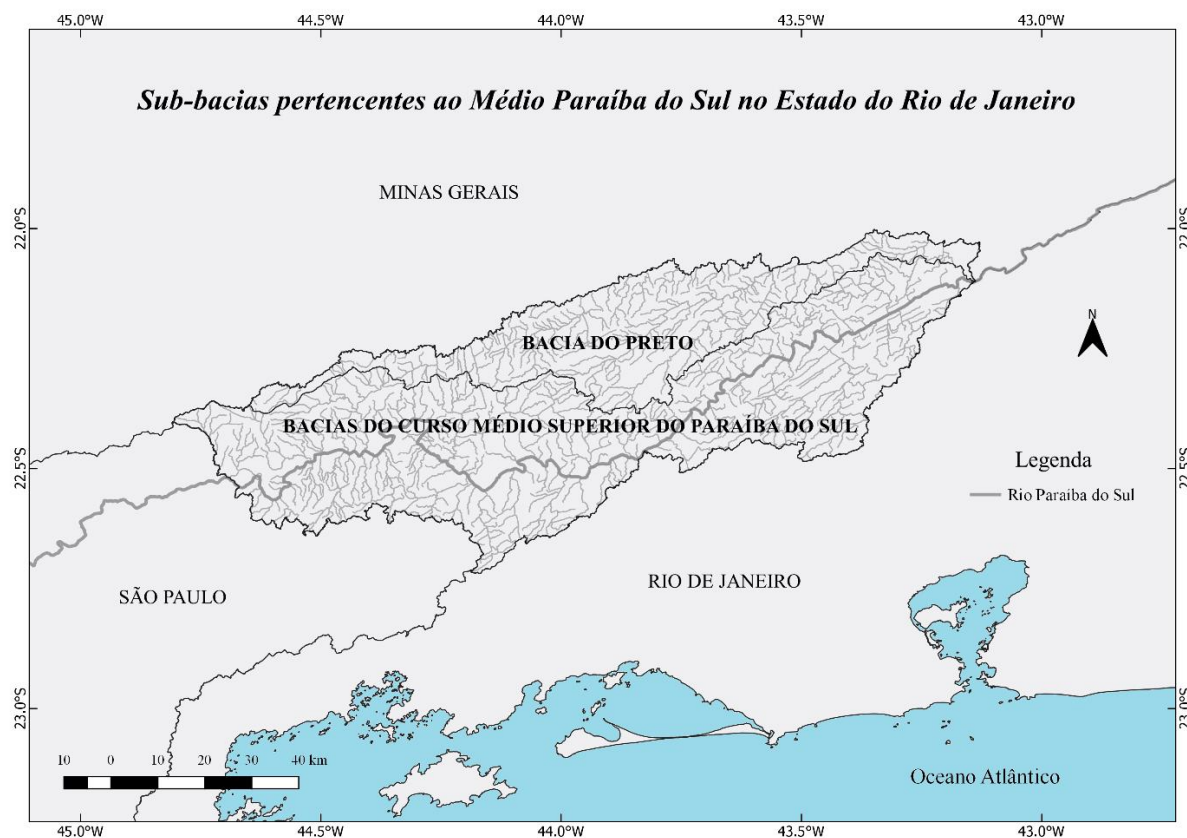 45.0°W 44.5°W 44.0°W 43.5°W 43.0°W
Sub-bacias pertencentes ao Médio Paraíba do Sul no Estado do Rio de Janeiro
MINAS GERAIS
22.0°S 22.0°S
N
BACIA DO PRETO
BACIAS DO CURSO MÉDIO SUPERIOR DO PARAÍBA DO SUL
22.5°S 22.5°S
Legenda
Rio Paraíba do Sul
RIO DE JANEIRO
SÃO PAULO
23.0°S 23.0°S
10 0 10 20 30 40 km
Oceano Atlântico
45.0°W 44.5°W 44.0°W 43.5°W 43.0°W